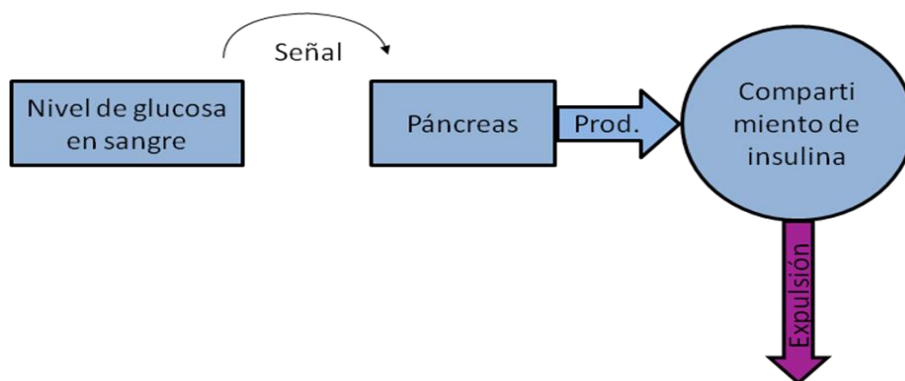 Señal
Nivel de glucosa
en sangre
Páncreas
Prod.
Comparti
miento de
insulina
Expulsión